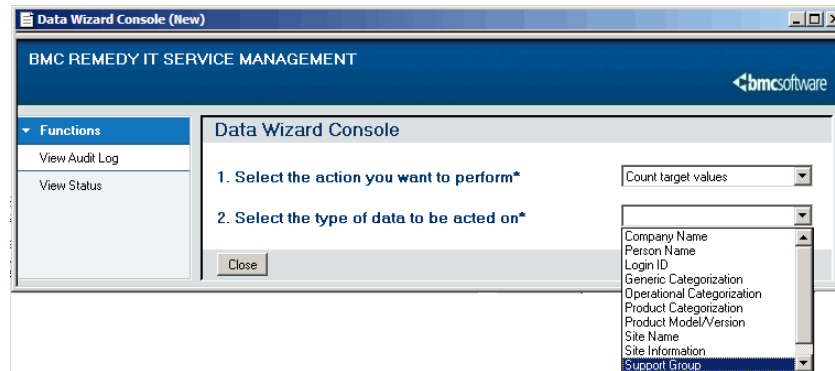 Data Wizard Console (New)
BMC REMEDY IT SERVICE MANAGEMENT
bmcsoftware
Functions
View Audit Log
View Status
Data Wizard Console
1. Select the action you want to perform*
Count target values
2. Select the type of data to be acted on*
Company Name
Person Name
Login ID
Generic Categorization
Operational Categorization
Product Categorization
Product Model/Version
Site Name
Site Information
Support Group
Close